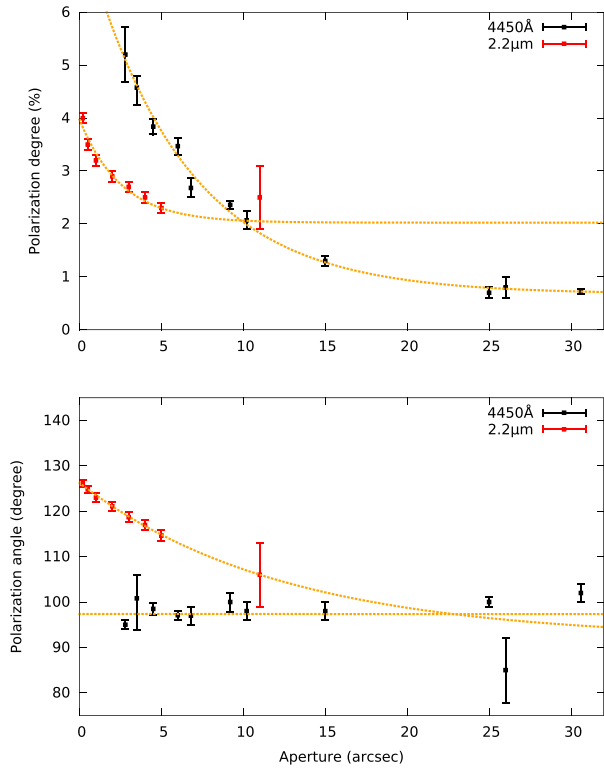 6
5
4
3
2
1
0
0 5 10 15 20 25 30
Polarization degree (%)
4450Å
2.2µm
140
130
120
110
100
90
80
0 5 10 15 20 25 30
Polarization angle (degree)
4450Å
2.2µm
Aperture (arcsec)